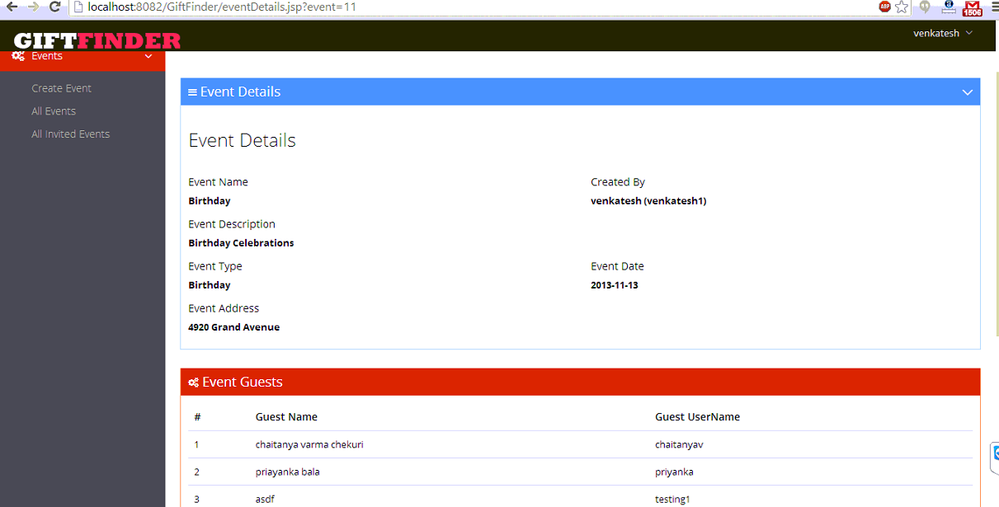 localhost:8082/GiftFinder/eventDetails.jsp?event=11
ABP
1506
GIFTFINDER
venkatesh
Events
Create Event
All Events
All Invited Events
Event Details
Event Details
Event Name
Created By
Birthday
venkatesh (venkatesh1)
Event Description
Birthday Celebrations
Event Type
Event Date
Birthday
2013-11-13
Event Address
4920 Grand Avenue
Event Guests
# Guest Name Guest UserName
1 chaitanya varma chekuri chaitanyav
2 priayanka bala priyanka
3 asdf testing1